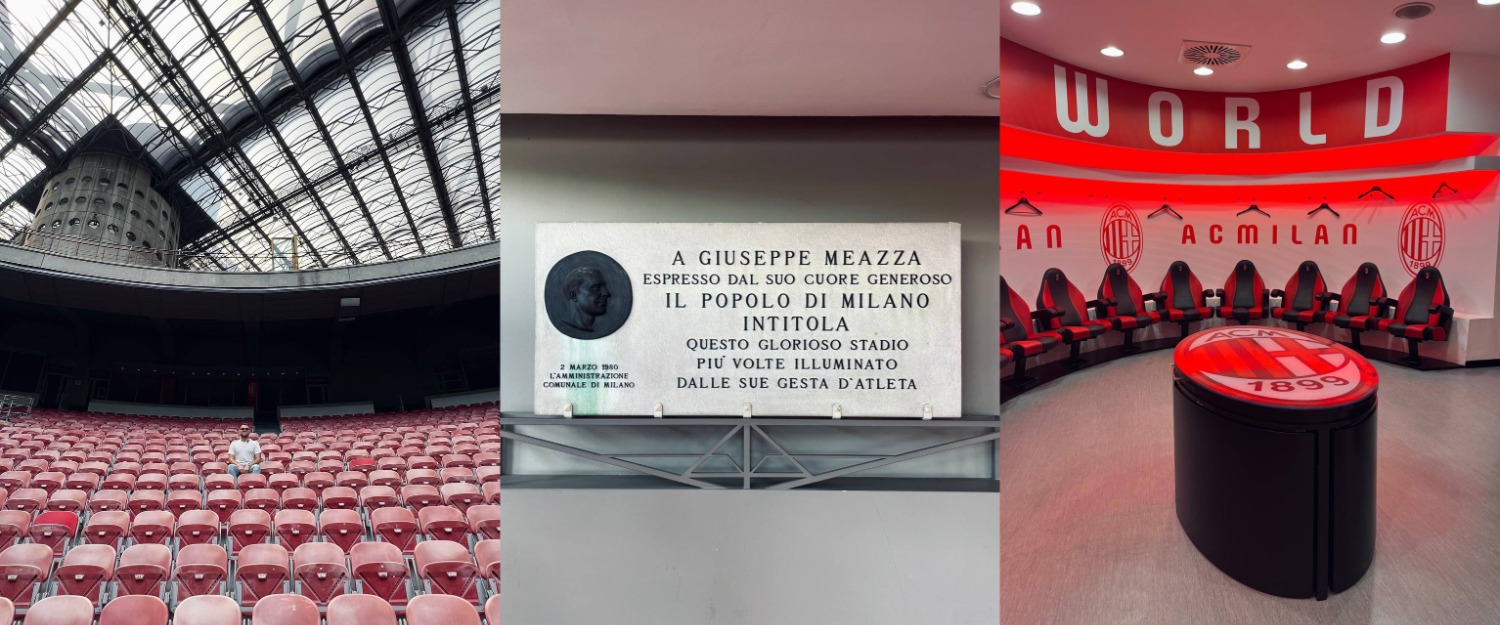 A GIUSEPPE MEAZZA
ESPRESSO DAL SUO CUORE GENEROSO
IL POPOLO DI MILANO
INTITOLA
QUESTO GLORIOSO STADIO
PIU' VOLTE ILLUMINATO
DALLE SUE GESTA D'ATLETA
2 MARZO 1980
L'AMMINISTRAZIONE
COMUNALE DI MILANO
WORLD
AN
ACM
1899
ACMILAN
ACM
1899
ACM
1899